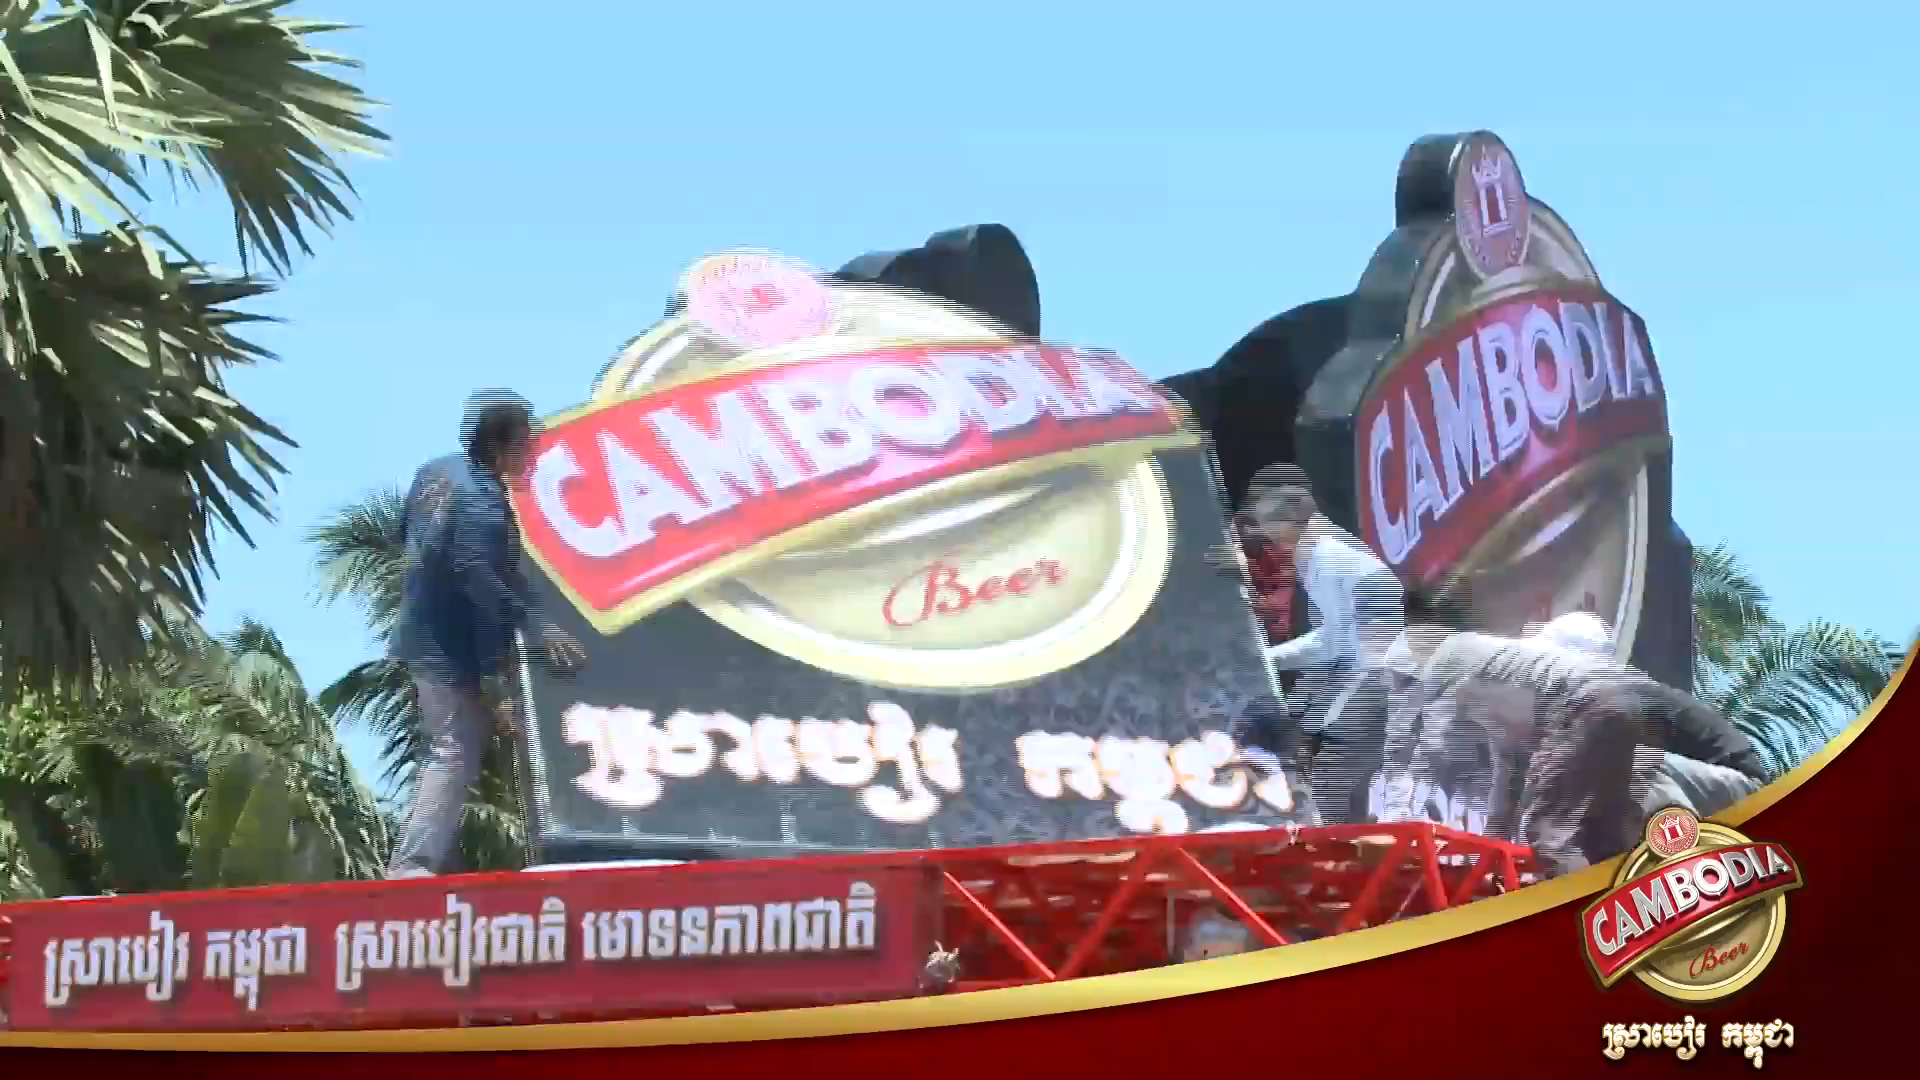 CAMBODIA
Beer
ស្រាបៀរ កម្ពុជា
CAMBODIA
ស្រាបៀរ កម្ពុជា ស្រាបៀរជាតិ មោទនភាពជាតិ
CAMBODIA
Beer
ស្រាបៀរ កម្ពុជា